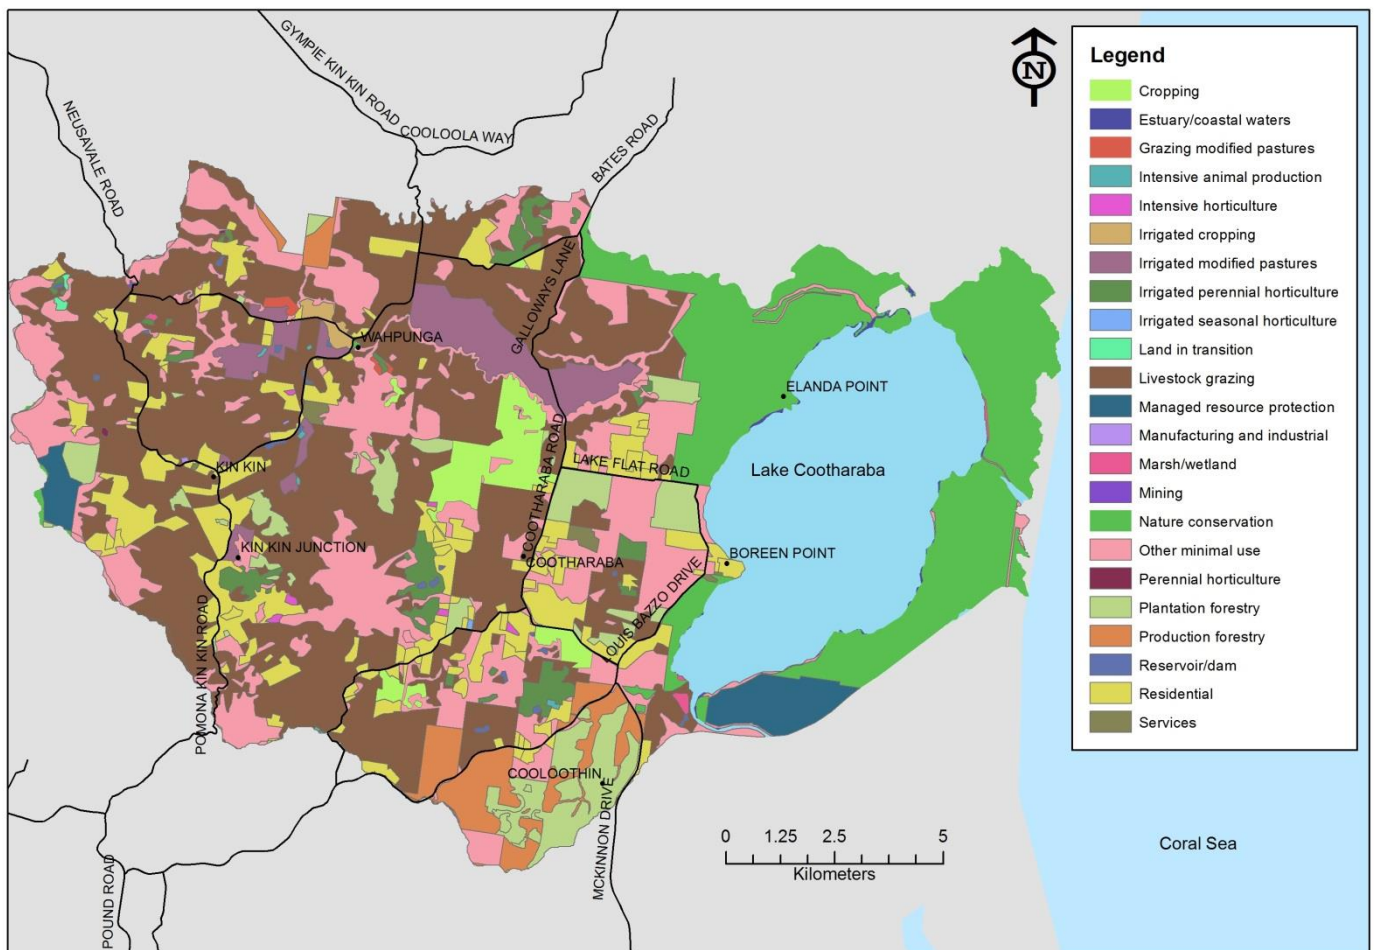 GYMPIE KIN KIN ROAD
COOLOOLA WAY
NEUSAVALE ROAD
BATES ROAD
N
GALLOWAYS LANE
WAHPUNGA
ELANDA POINT
COOTHARABA ROAD
LAKE FLAT ROAD
Lake Cootharaba
KIN KIN
KIN KIN JUNCTION
COOTHARABA
BOREEN POINT
LOUIS BAZZO DRIVE
POMONA KIN KIN ROAD
COOLOOTHIN
MCKINNON DRIVE
POUND ROAD
0 1.25 2.5 5
Kilometers
Coral Sea
Legend
Cropping
Estuary/coastal waters
Grazing modified pastures
Intensive animal production
Intensive horticulture
Irrigated cropping
Irrigated modified pastures
Irrigated perennial horticulture
Irrigated seasonal horticulture
Land in transition
Livestock grazing
Managed resource protection
Manufacturing and industrial
Marsh/wetland
Mining
Nature conservation
Other minimal use
Perennial horticulture
Plantation forestry
Production forestry
Reservoir/dam
Residential
Services